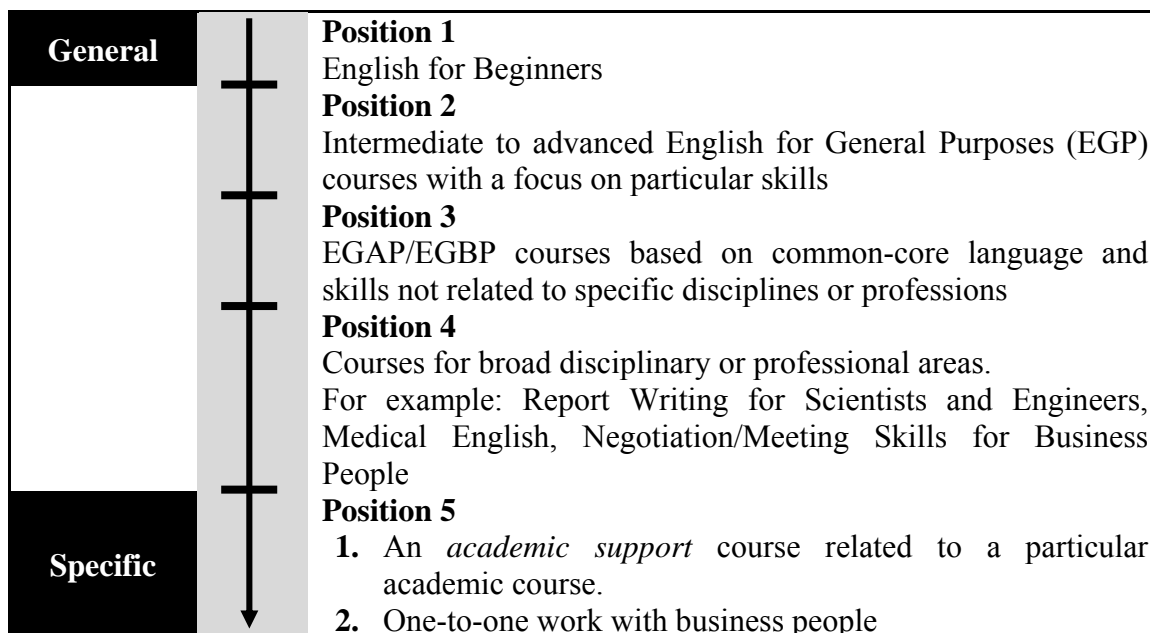 General
Position 1
English for Beginners
Position 2
Intermediate to advanced English for General Purposes (EGP)
courses with a focus on particular skills
Position 3
EGAP/EGBP courses based on common-core language and
skills not related to specific disciplines or professions
Position 4
Courses for broad disciplinary or professional areas.
For example: Report Writing for Scientists and Engineers,
Medical English, Negotiation/Meeting Skills for Business
People
Specific
Position 5
1. An academic support course related to a particular
academic course.
2. One-to-one work with business people